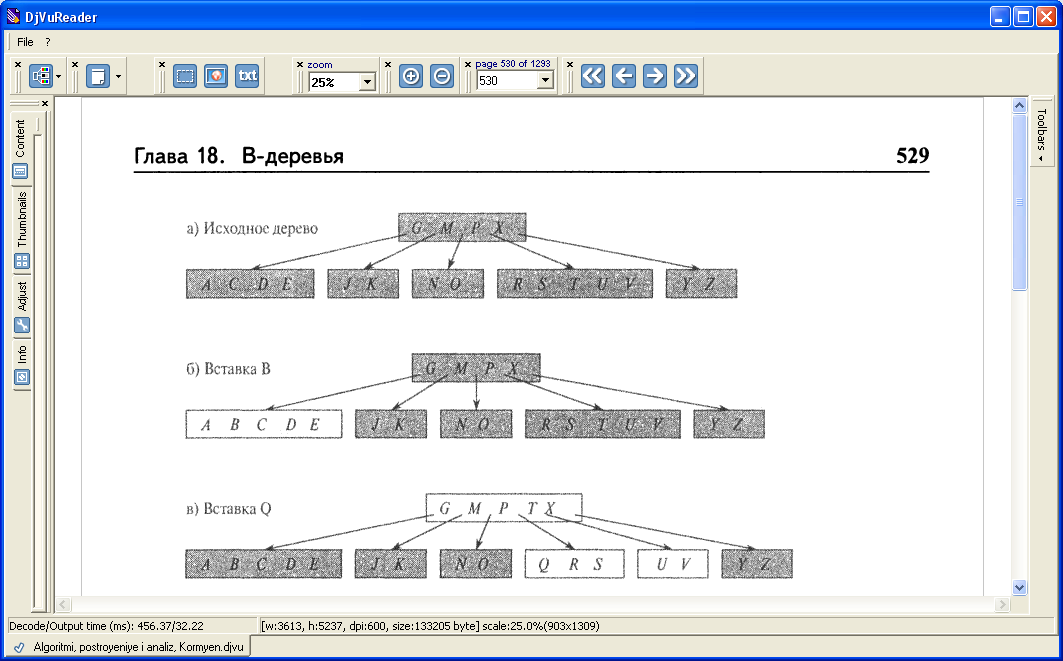 DjVuReader
File ?
zoom
25%
page 530 of 1293
530
txt
Content
Thumbnails
Adjust
Info
Toolbars
Глава 18. В-деревья 529
а) Исходное дерево
G M P X
A C D E J K N O R S T U V Y Z
б) Вставка B
G M P X
A B C D E J K N O R S T U V Y Z
в) Вставка Q
G M P T X
A B C D E J K N O Q R S U V Y Z
Decode/Output time (ms): 456.37/32.22 [w:3613, h:5237, dpi:600, size:133205 byte] scale:25.0%(903x1309)
Algoritmi, postroyeniye i analiz, Kormyen.djvu